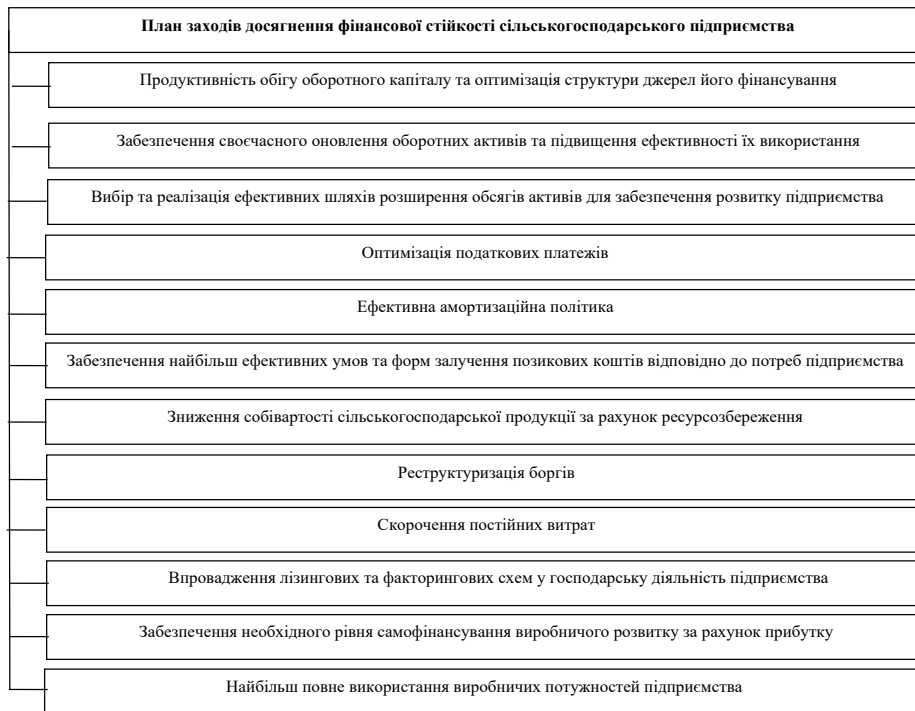 План заходів досягнення фінансової стійкості сільськогосподарського підприємства
Продуктивність обігу оборотного капіталу та оптимізація структури джерел його фінансування
Забезпечення своєчасного оновлення оборотних активів та підвищення ефективності їх використання
Вибір та реалізація ефективних шляхів розширення обсягів активів для забезпечення розвитку підприємства
Оптимізація податкових платежів
Ефективна амортизаційна політика
Забезпечення найбільш ефективних умов та форм залучення позикових коштів відповідно до потреб підприємства
Зниження собівартості сільськогосподарської продукції за рахунок ресурсозбереження
Реструктуризація боргів
Скорочення постійних витрат
Впровадження лізингових та факторингових схем у господарську діяльність підприємства
Забезпечення необхідного рівня самофінансування виробничого розвитку за рахунок прибутку
Найбільш повне використання виробничих потужностей підприємства